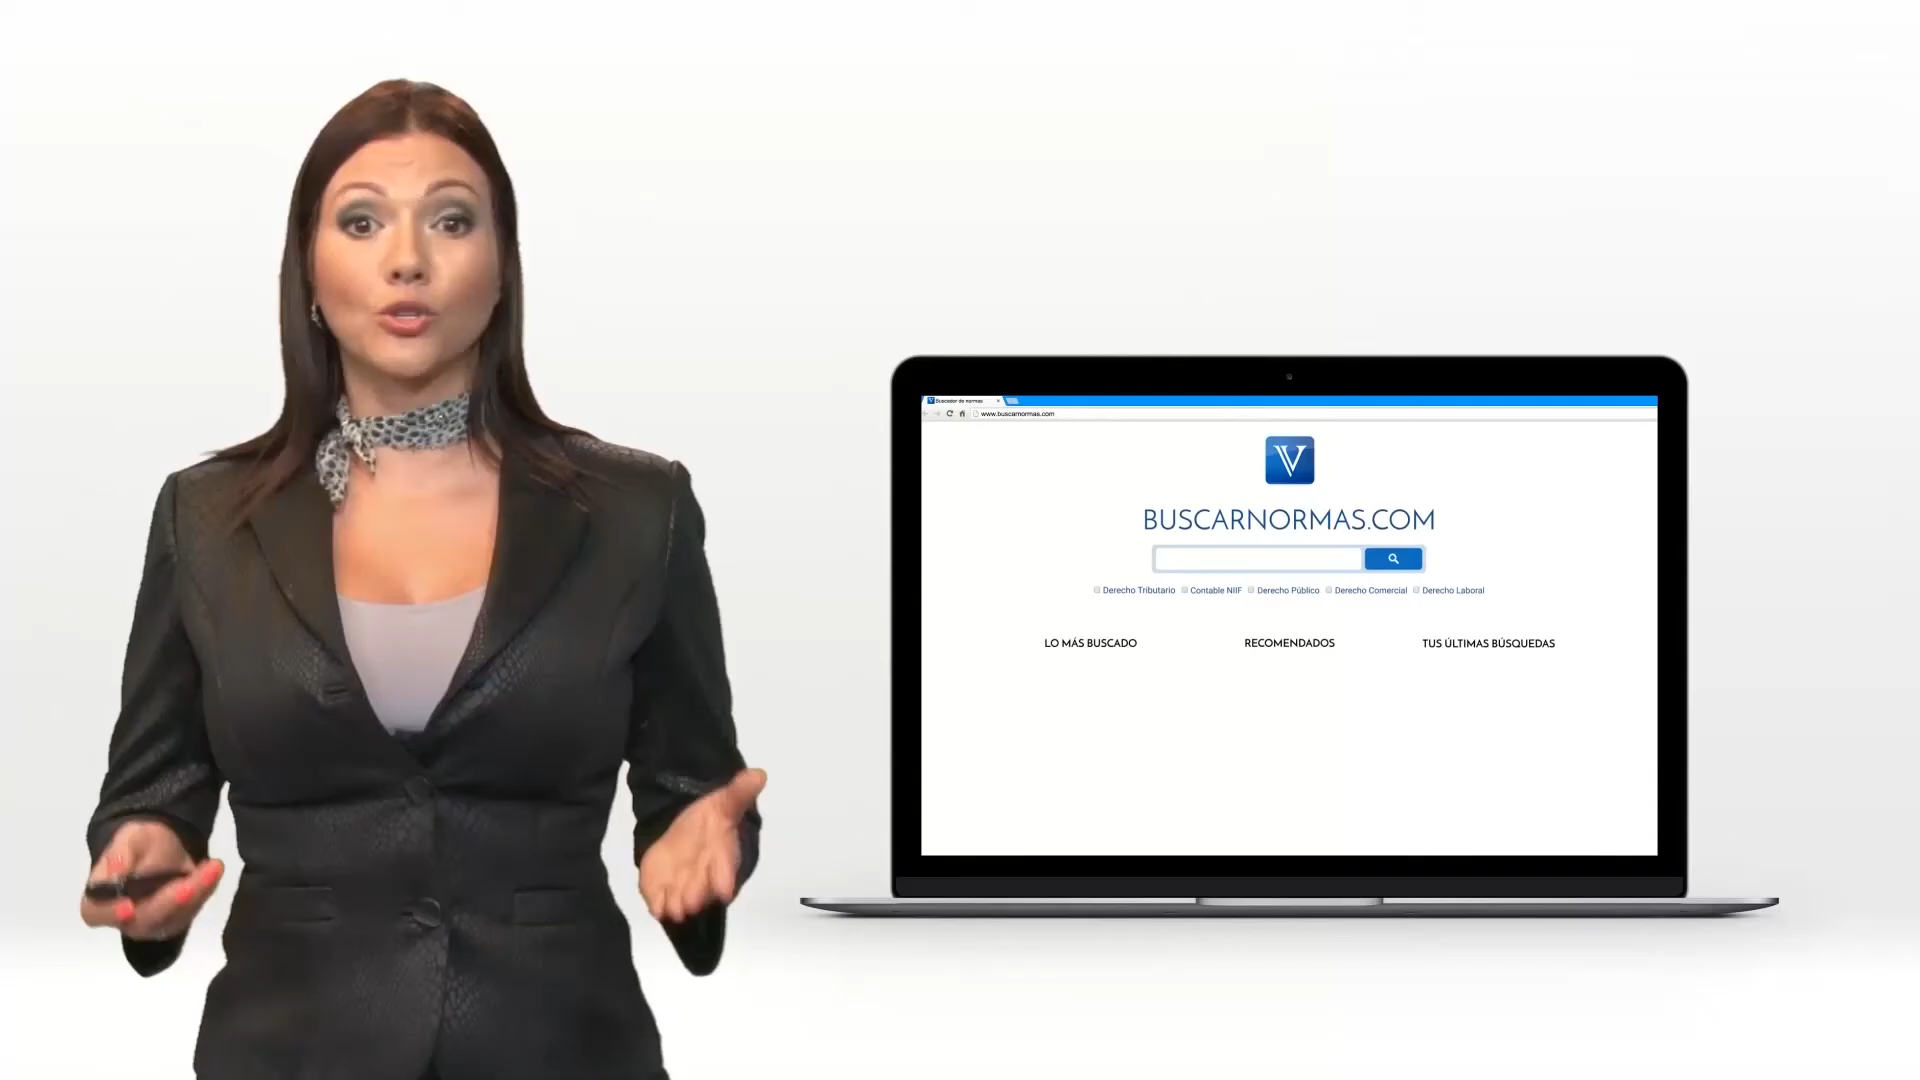 Buscador de normas
www.buscarnormas.com
V
BUSCARNORMAS.COM
Derecho Tributario Contable NIIF Derecho Público Derecho Comercial Derecho Laboral
LO MÁS BUSCADO RECOMENDADOS TUS ÚLTIMAS BÚSQUEDAS